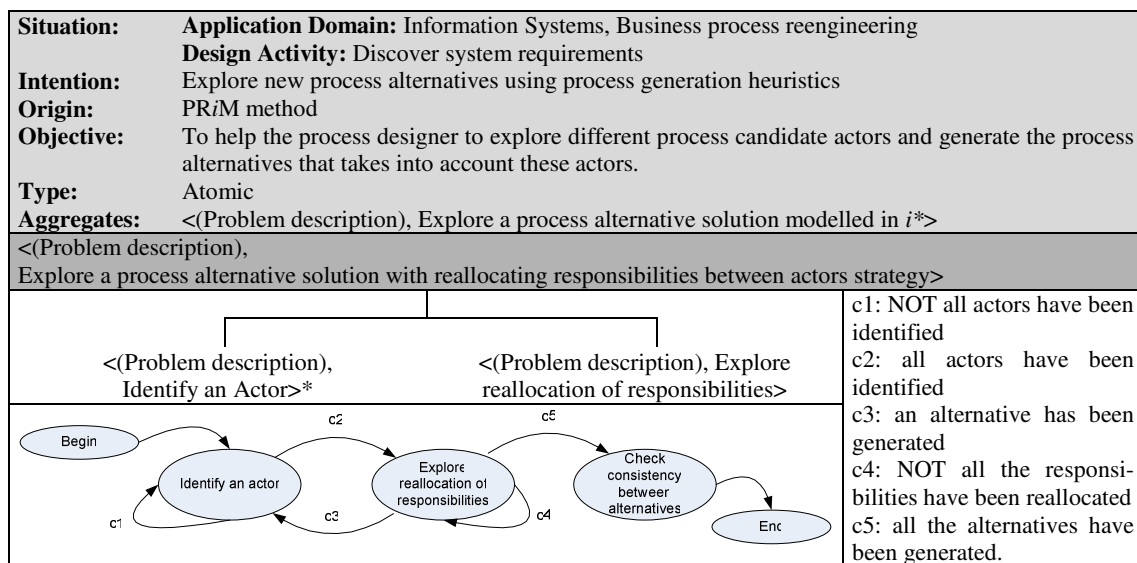 Situation: Application Domain: Information Systems, Business process reengineering
Design Activity: Discover system requirements
Intention: Explore new process alternatives using process generation heuristics
Origin: PRiM method
Objective: To help the process designer to explore different process candidate actors and generate the process
alternatives that takes into account these actors.
Type: Atomic
Aggregates: <(Problem description), Explore a process alternative solution modelled in i*>
<(Problem description),
Explore a process alternative solution with reallocating responsibilities between actors strategy>
<(Problem description),
Identify an Actor>*
<(Problem description), Explore
reallocation of responsibilities>
c1: NOT all actors have been
identified
c2: all actors have been
identified
c3: an alternative has been
generated
c4: NOT all the responsi-
bilities have been reallocated
c5: all the alternatives have
been generated.
Begin
c2
c5
Identify an actor
Explore
reallocation of
responsibilities
Check
consistency
between
alternatives
c1
c3
c4
End